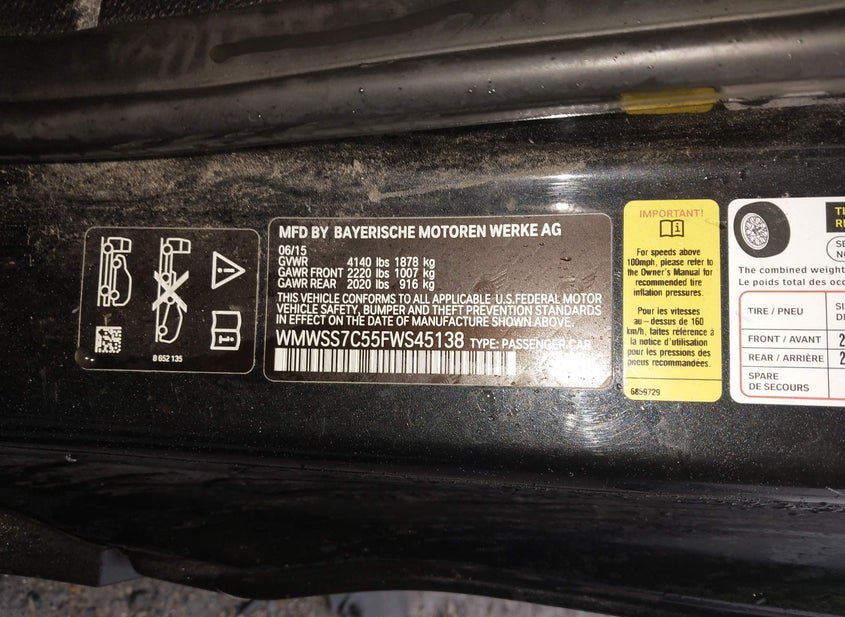 8 652 135
MFD BY BAYERISCHE MOTOREN WERKE AG
06/15
GVWR 4140 lbs 1878 kg
GAWR FRONT 2220 lbs 1007 kg
GAWR REAR 2020 lbs 916 kg
THIS VEHICLE CONFORMS TO ALL APPLICABLE U.S.FEDERAL MOTOR
VEHICLE SAFETY, BUMPER AND THEFT PREVENTION STANDARDS
IN EFFECT ON THE DATE OF MANUFACTURE SHOWN ABOVE.
WMWSS7C55FWS45138 TYPE: PASSENGER CAR
IMPORTANT!
For speeds above
100mph, please refer to
the Owner's Manual for
recommended tire
inflation pressures.
Pour les vitesses
au-dessus de 160
km/h, faites référence à
la notice d'utilisation
pour les pressions des
pneus recommandées.
6859729
The combined weight
Le poids total des occ
TIRE / PNEU
FRONT / AVANT
REAR / ARRIÈRE
SPARE
DE SECOURS